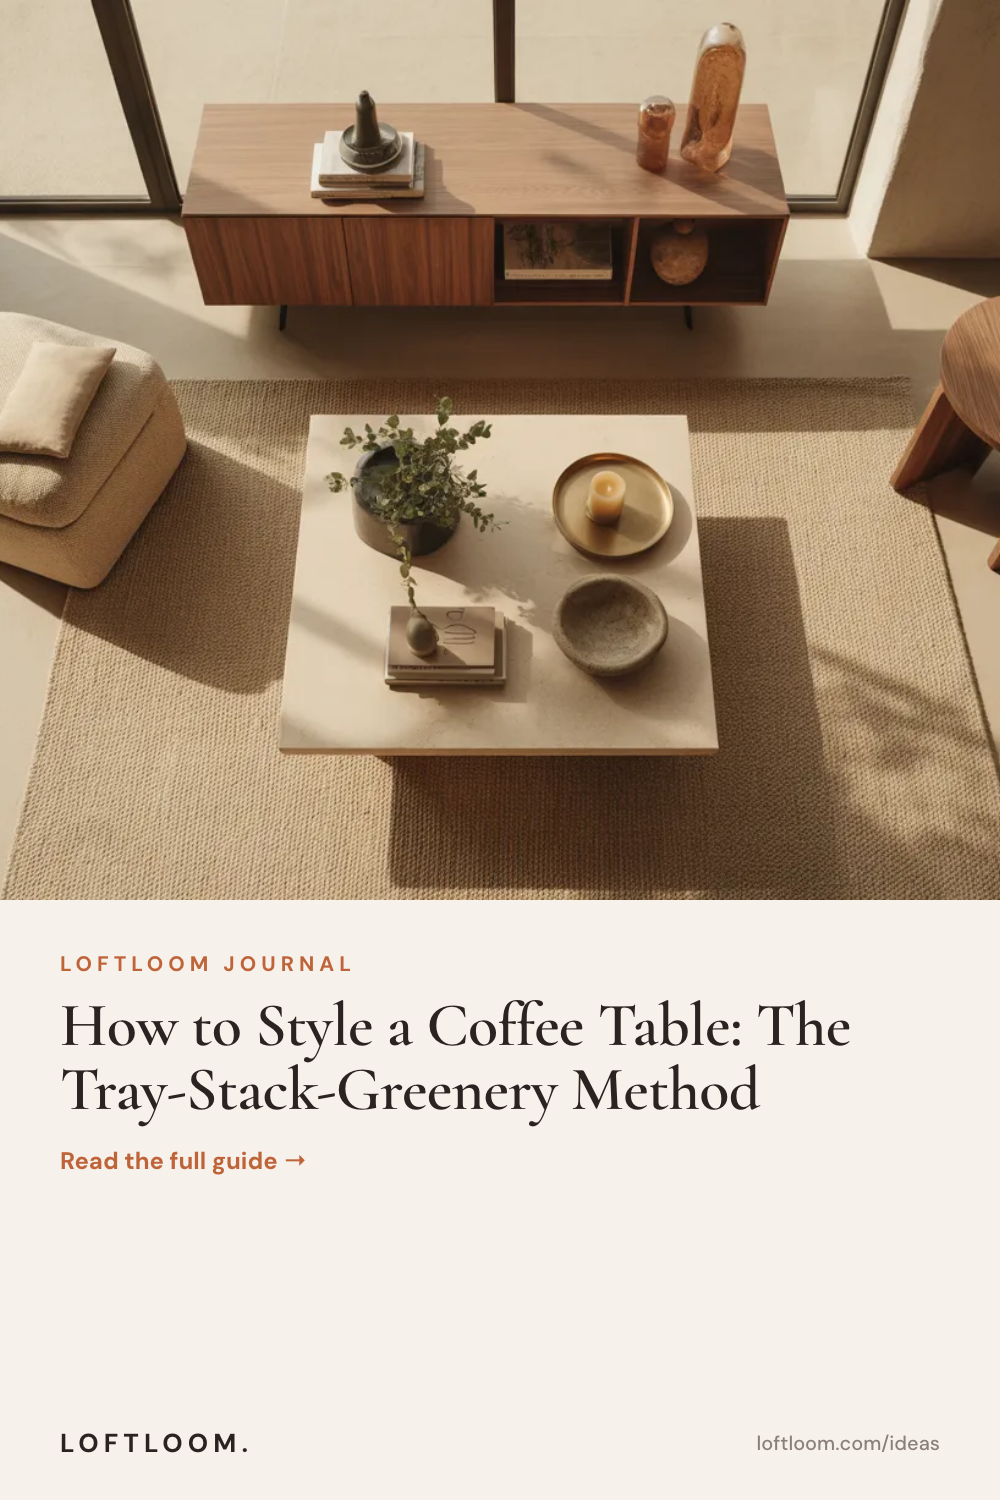 LOFTLOOM JOURNAL
How to Style a Coffee Table: The
Tray-Stack-Greenery Method
Read the full guide →
LOFTLOOM.
loftloom.com/ideas